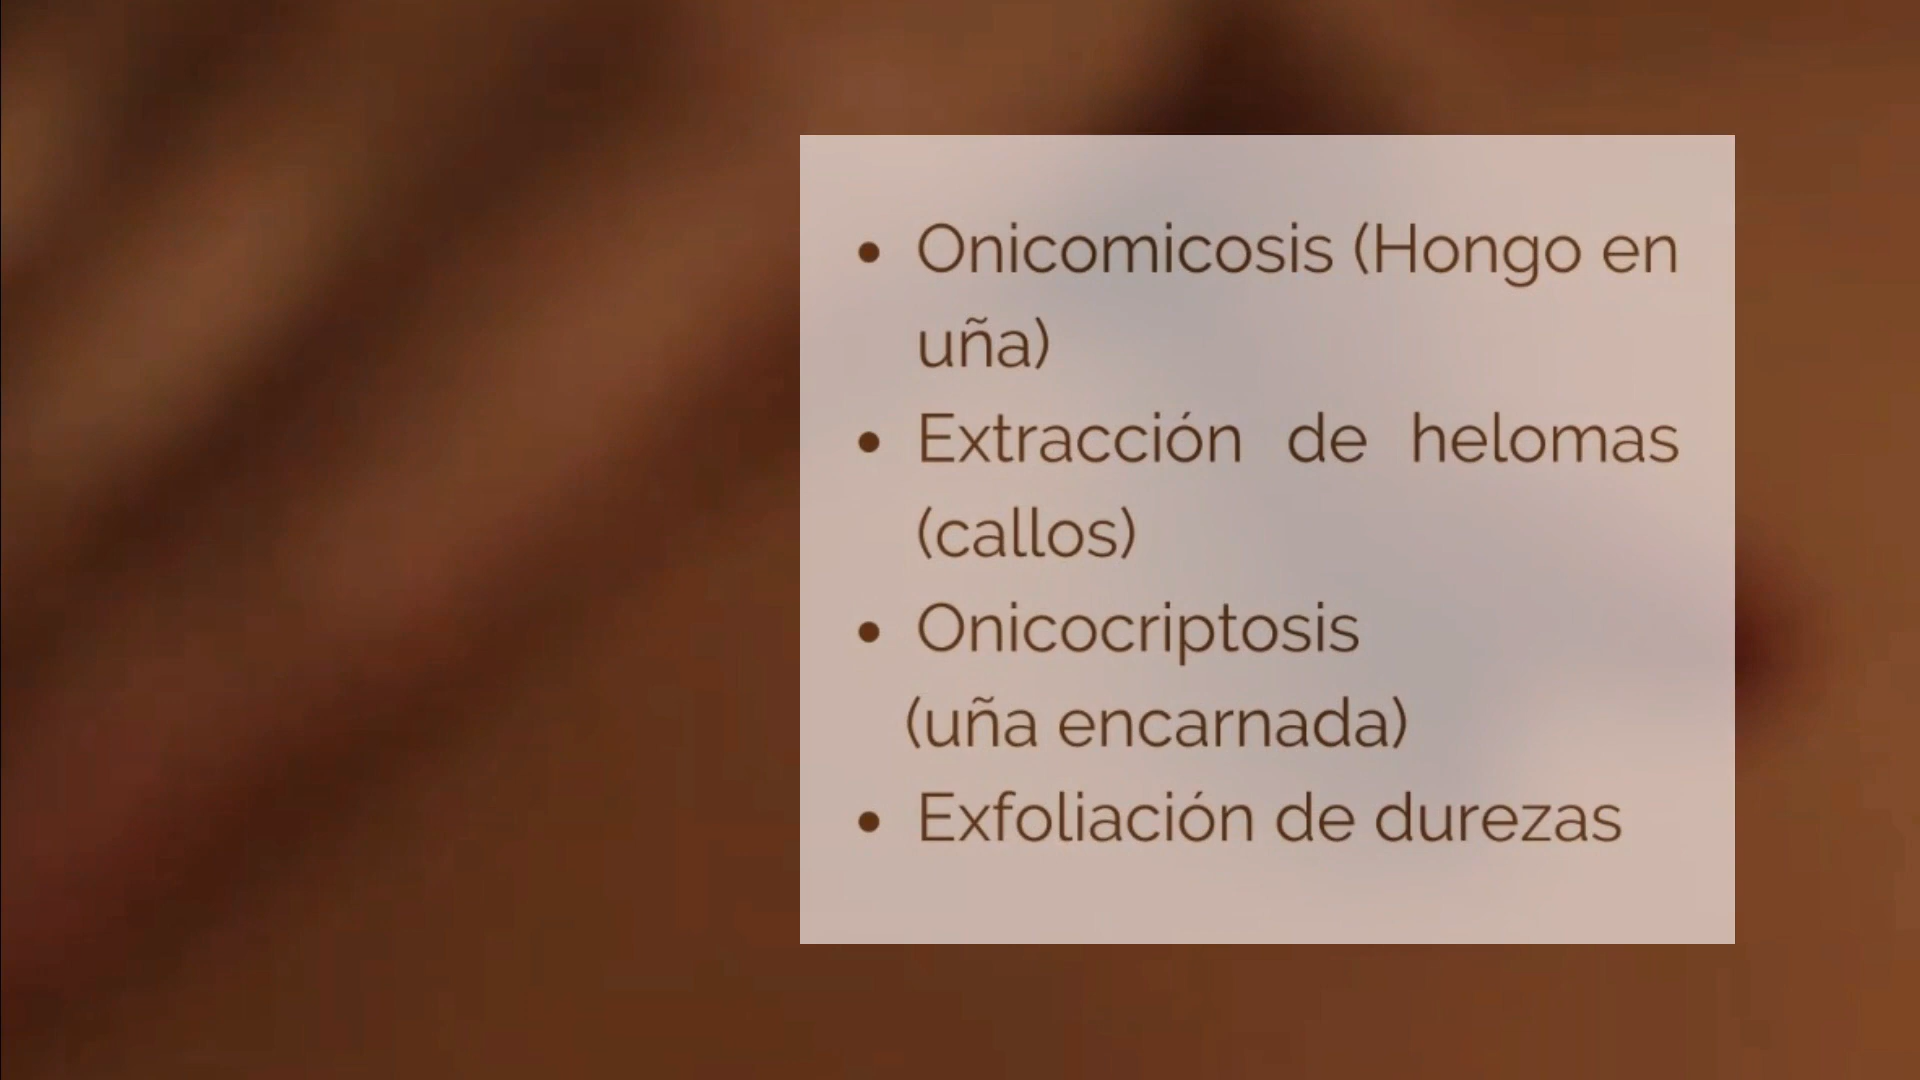 • Onicomicosis (Hongo en
uña)
• Extracción de helomas
(callos)
• Onicocriptosis
(uña encarnada)
• Exfoliación de durezas